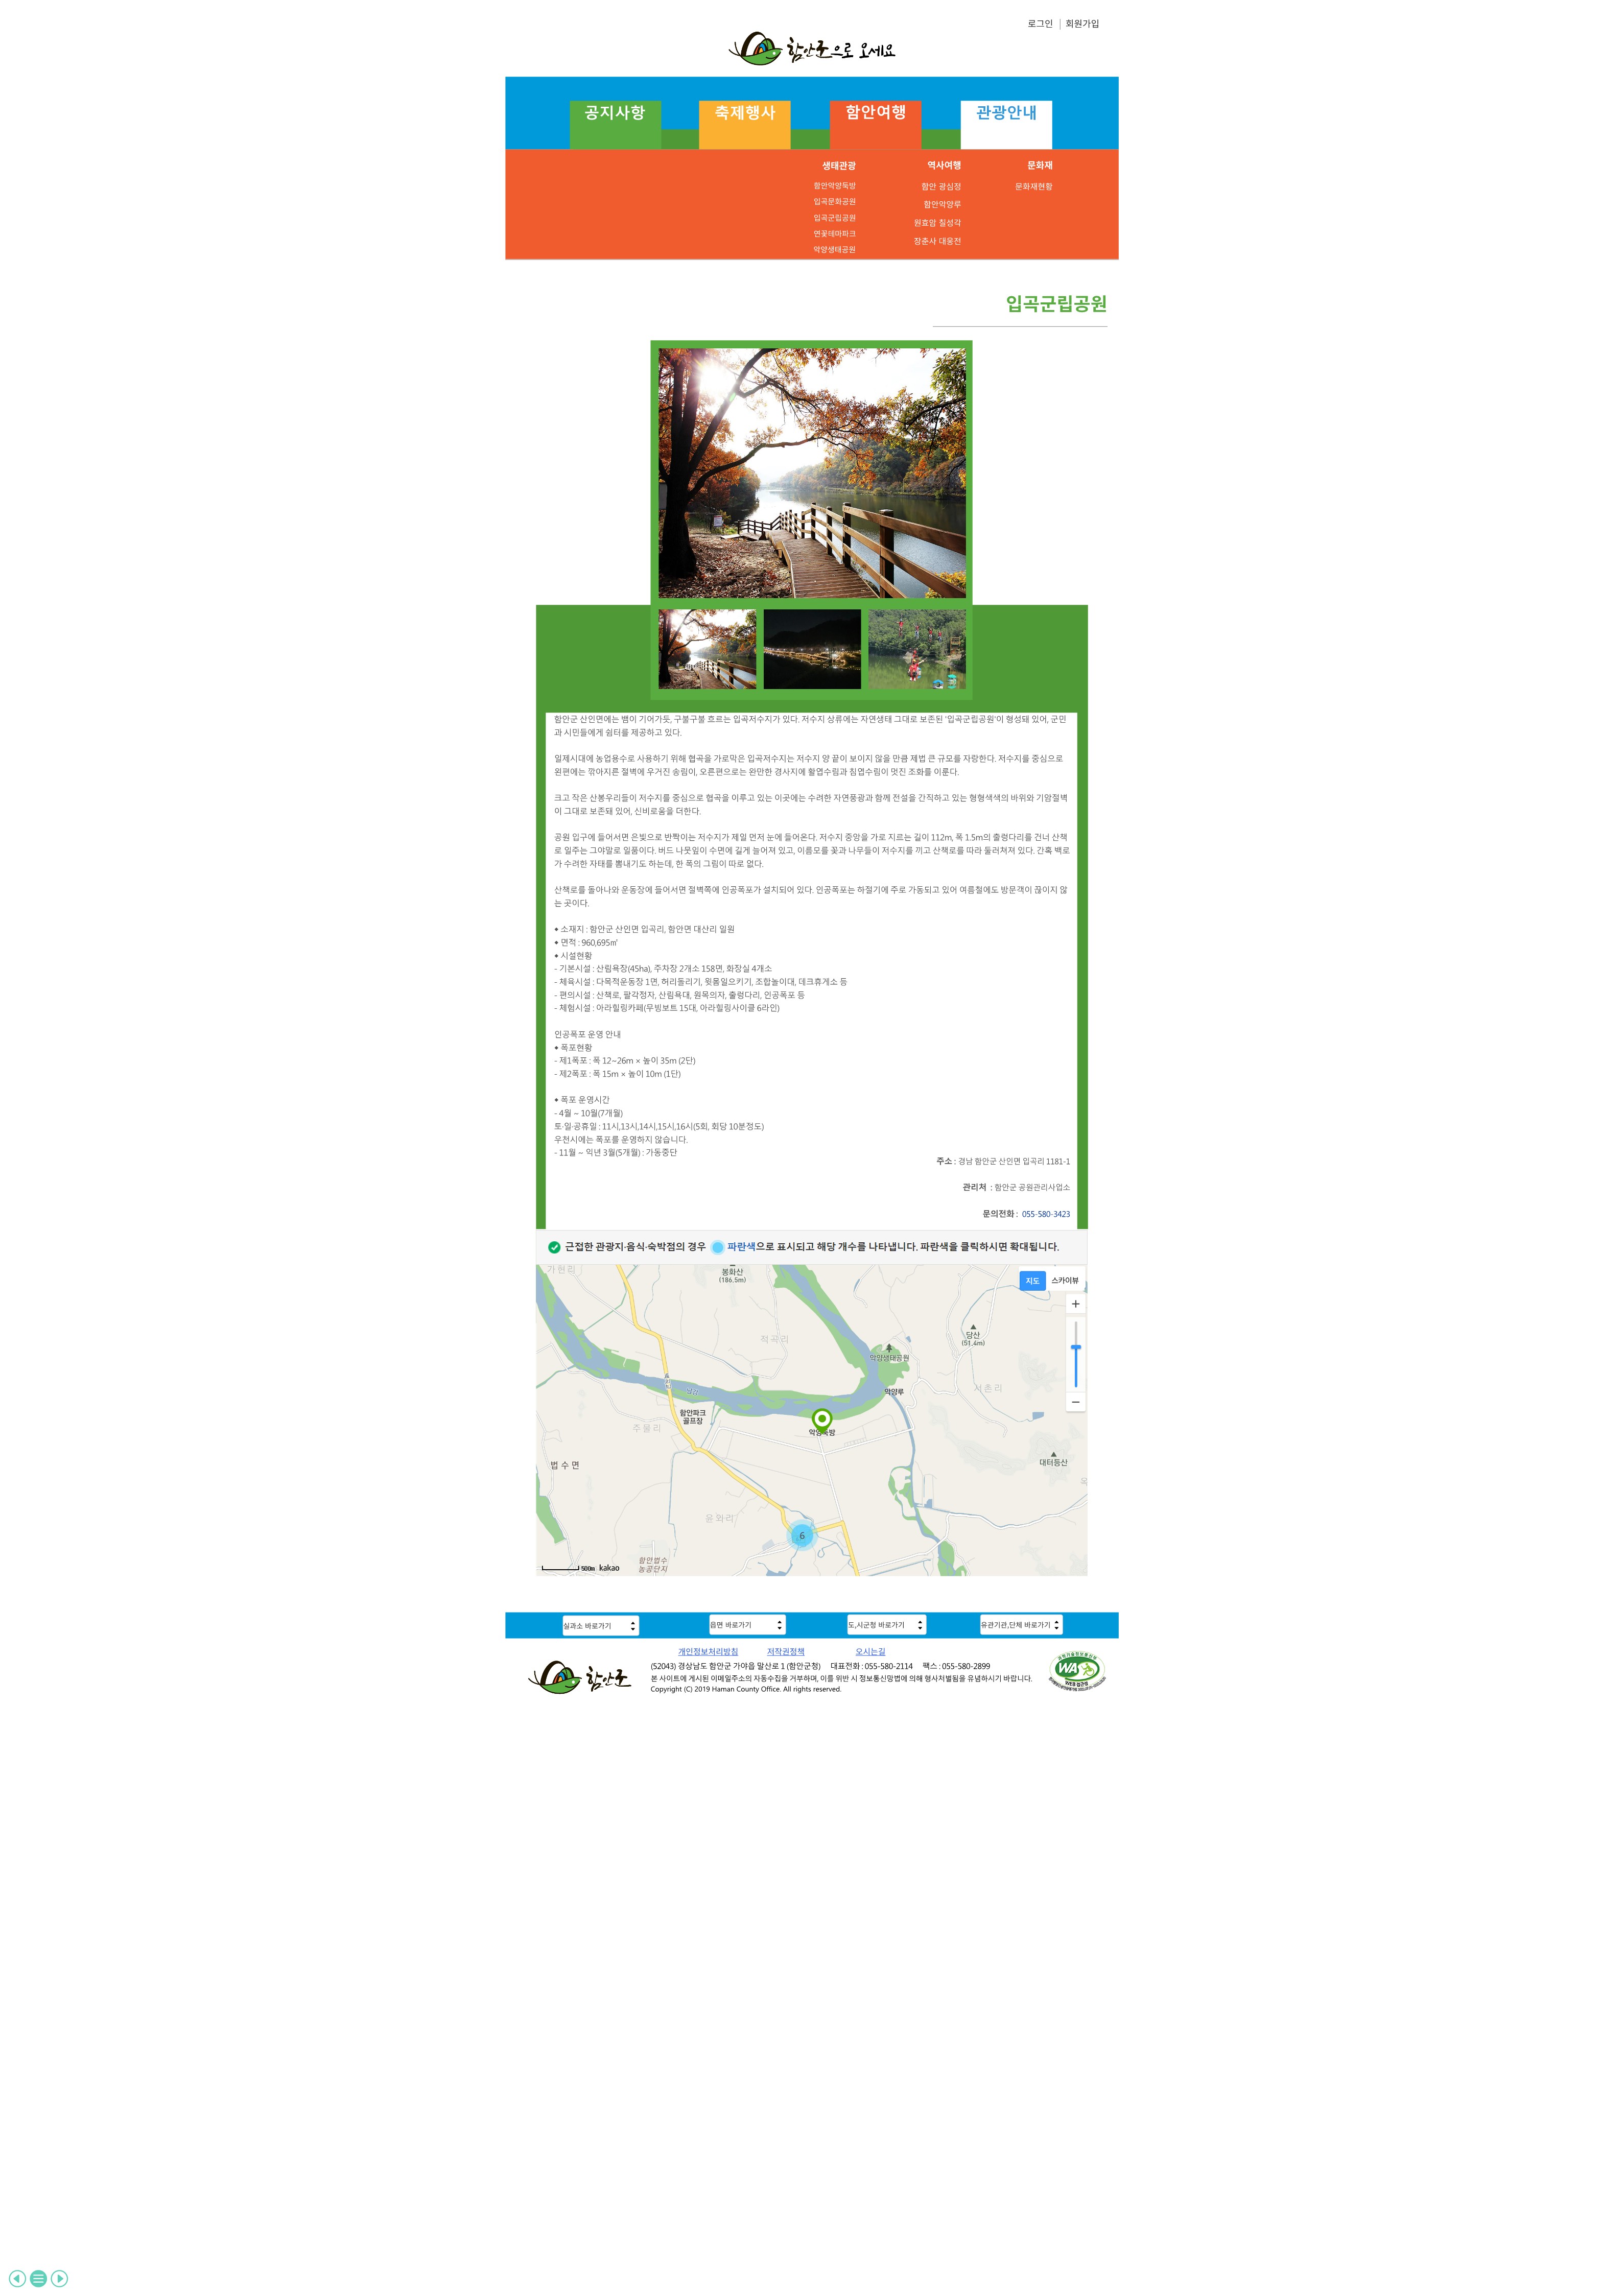 로그인 회원가입
함안군으로 오세요
공지사항 축제행사 함안여행 관광안내
생태관광 역사여행 문화재
함안악양둑방 함안 광심정 문화재현황
입곡문화공원 함안악양루
입곡군립공원 원효암 칠성각
연꽃테마피크 장춘사 대웅전
악양생태공원
입곡군립공원
함안군 산인면에는 뱀이 기어가듯, 구불구불 흐르는 입곡저수지가 있다. 저수지 상류에는 자연생태 그대로 보존된 '입곡군립공원'이 형성돼 있어, 군민
과 시민들에게 쉼터를 제공하고 있다.
일제시대에 농업용수로 사용하기 위해 협곡을 가로막은 입곡저수지는 저수지 양 끝이 보이지 않을 만큼 제법 큰 규모를 자랑한다. 저수지를 중심으로
왼편에는 깎아지른 절벽에 우거진 송림이, 오른편으로는 완만한 경사지에 활엽수림과 침엽수림이 멋진 조화를 이룬다.
크고 작은 산봉우리들이 저수지를 중심으로 협곡을 이루고 있는 이곳에는 수려한 자연풍광과 함께 전설을 간직하고 있는 형형색색의 바위와 기암절벽
이 그대로 보존돼 있어, 신비로움을 더한다.
공원 입구에 들어서면 은빛으로 반짝이는 저수지가 제일 먼저 눈에 들어온다. 저수지 중앙을 가로 지르는 길이 112m, 폭 1.5m의 출렁다리를 건너 산책
로 일주는 그야말로 일품이다. 버드 나뭇잎이 수면에 길게 늘어져 있고, 이름모를 꽃과 나무들이 저수지를 끼고 산책로를 따라 둘러쳐져 있다. 간혹 백로
가 수려한 자태를 뽐내기도 하는데, 한 폭의 그림이 따로 없다.
산책로를 돌아나와 운동장에 들어서면 절벽쪽에 인공폭포가 설치되어 있다. 인공폭포는 하절기에 주로 가동되고 있어 여름철에도 방문객이 끊이지 않
는 곳이다.
◆ 소재지 : 함안군 산인면 입곡리, 함안면 대산리 일원
◆ 면적 : 960,695㎡
◆ 시설현황
- 기본시설 : 산림욕장(45ha), 주차장 2개소 158면, 화장실 4개소
- 체육시설 : 다목적운동장 1면, 허리돌리기, 윗몸일으키기, 조합놀이대, 데크휴게소 등
- 편의시설 : 산책로, 팔각정자, 산림욕대, 원목의자, 출렁다리, 인공폭포 등
- 체험시설 : 아라힐링카페(무빙보트 15대, 아라힐링사이클 6라인)
인공폭포 운영 안내
◆ 폭포현황
- 제1폭포 : 폭 12~26m × 높이 35m (2단)
- 제2폭포 : 폭 15m × 높이 10m (1단)
◆ 폭포 운영시간
- 4월 ~ 10월(7개월)
토·일·공휴일 : 11시,13시,14시,15시,16시(5회, 회당 10분정도)
우천시에는 폭포를 운영하지 않습니다.
- 11월 ~ 익년 3월(5개월) : 가동중단
주소 : 경남 함안군 산인면 입곡리 1181-1
관리처 : 함안군 공원관리사업소
문의전화 : 055-580-3423
근접한 관광지·음식·숙박점의 경우 파란색으로 표시되고 해당 개수를 나타냅니다. 파란색을 클릭하시면 확대됩니다.
가현리
봉화산
(186.5m)
지도 스카이뷰
당산
(51.4m)
적곡리
악양생태공원
서촌리
악양루
남강
함안파크
골프장
주물리
악양둑방
대터등산
법수면
윤외리
6
함안법수
농공단지
500m kakao
실과소 바로가기 읍면 바로가기 도,시군청 바로가기 유관기관,단체 바로가기
개인정보처리방침 저작권정책 오시는길
함안군
(52043) 경상남도 함안군 가야읍 말산로 1 (함안군청) 대표전화 : 055-580-2114 팩스 : 055-580-2899
본 사이트에 게시된 이메일주소의 자동수집을 거부하며, 이를 위반 시 정보통신망법에 의해 형사처벌됨을 유념하시기 바랍니다.
Copyright (C) 2019 Haman County Office. All rights reserved.
과학기술정보통신부
WA
WEB 접근성